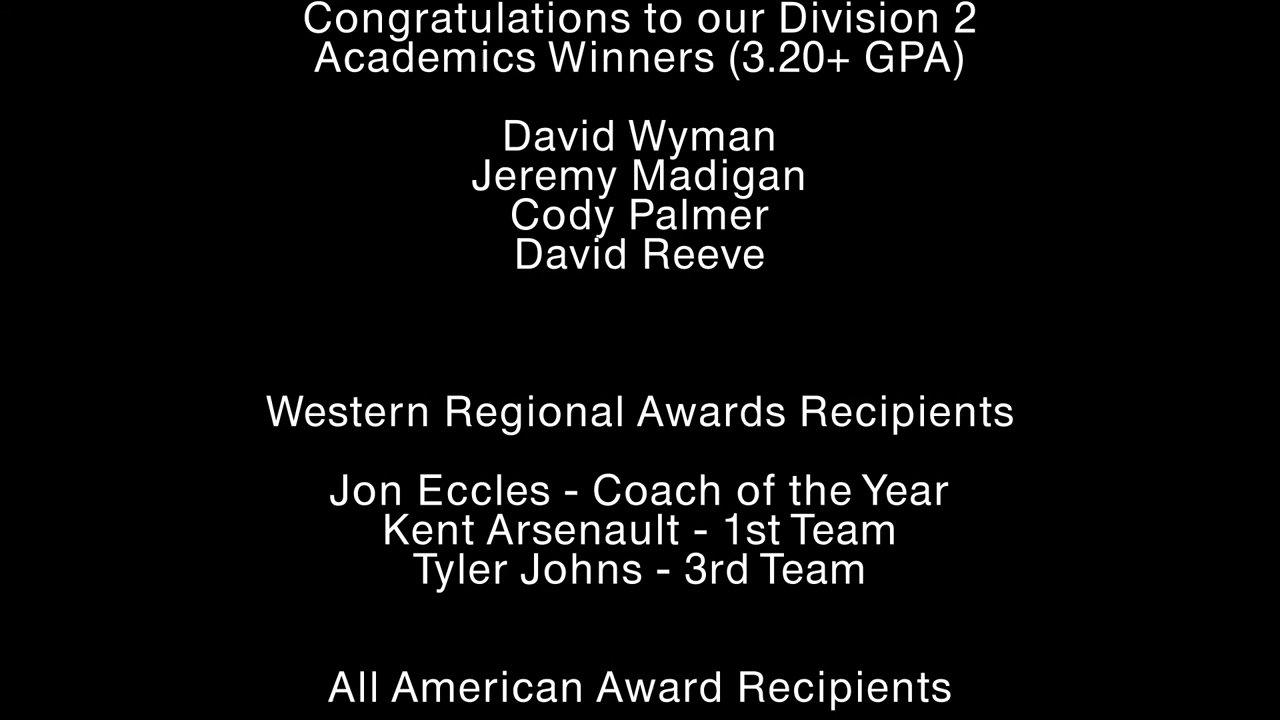 Congratulations to our Division 2
Academics Winners (3.20+ GPA)
David Wyman
Jeremy Madigan
Cody Palmer
David Reeve
Western Regional Awards Recipients
Jon Eccles - Coach of the Year
Kent Arsenault - 1st Team
Tyler Johns - 3rd Team
All American Award Recipients